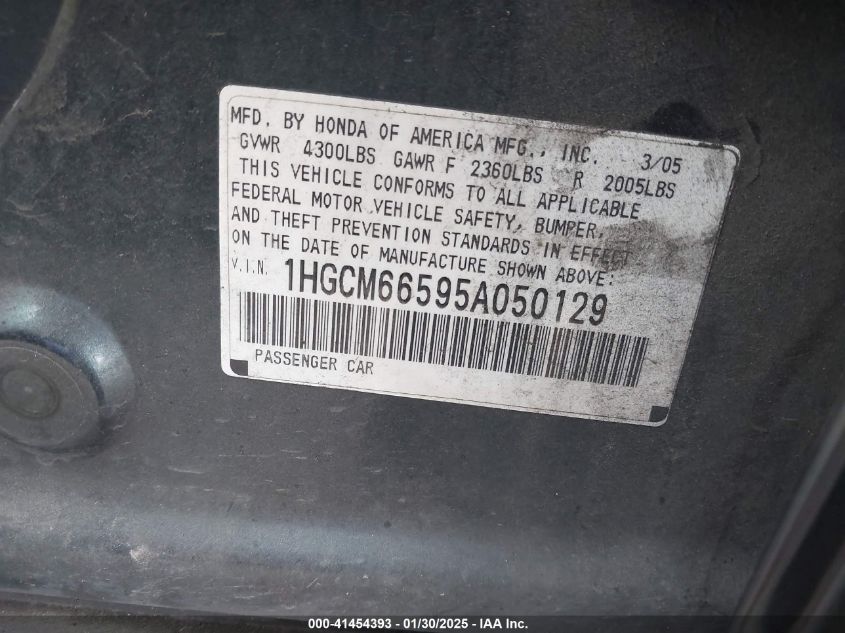 MFD. BY HONDA OF AMERICA MFG., INC. 3/05
GVWR 4300LBS GAWR F 2360LBS R 2005LBS
THIS VEHICLE CONFORMS TO ALL APPLICABLE
FEDERAL MOTOR VEHICLE SAFETY, BUMPER,
AND THEFT PREVENTION STANDARDS IN EFFECT
ON THE DATE OF MANUFACTURE SHOWN ABOVE:
V.I.N. 1HGCM66595A050129
PASSENGER CAR
000-41454393 - 01/30/2025 - IAA Inc.